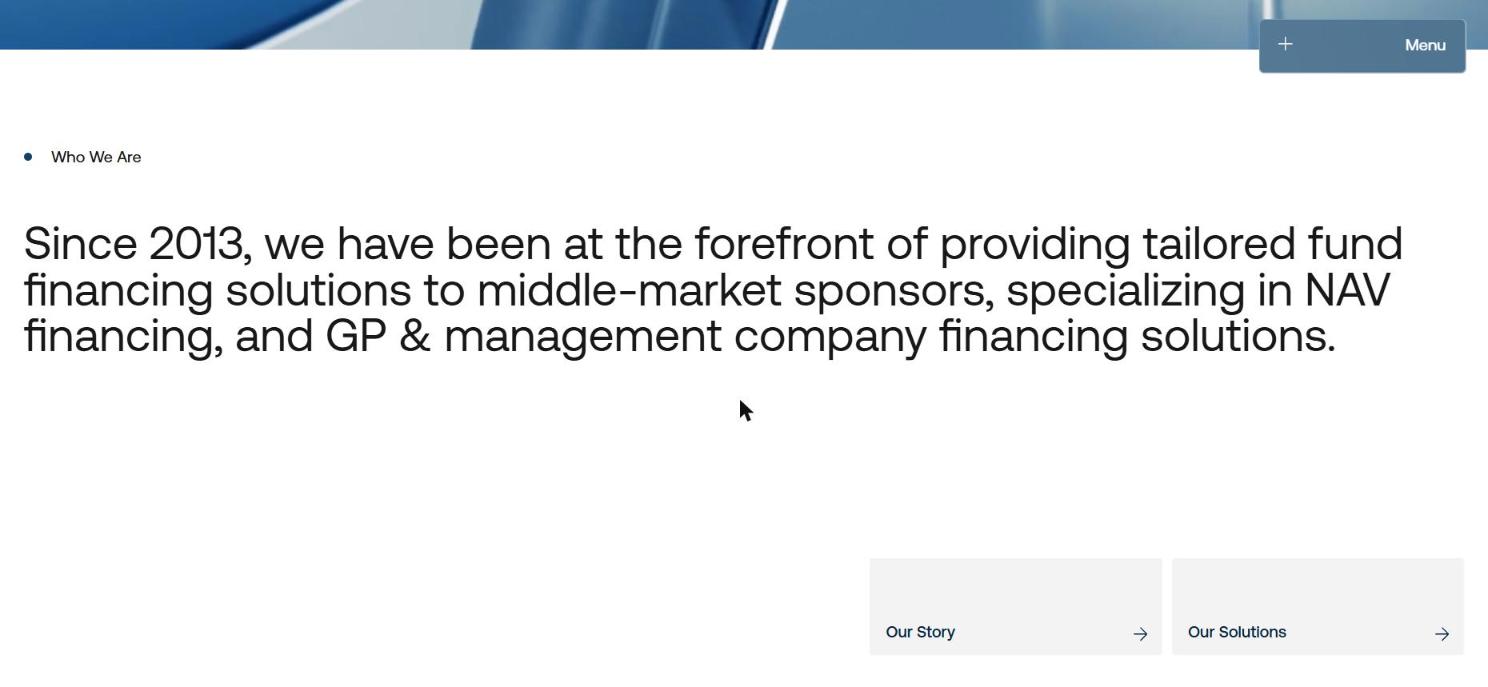 Menu
Who We Are
Since 2013, we have been at the forefront of providing tailored fund
financing solutions to middle-market sponsors, specializing in NAV
financing, and GP & management company financing solutions.
Our Story
Our Solutions